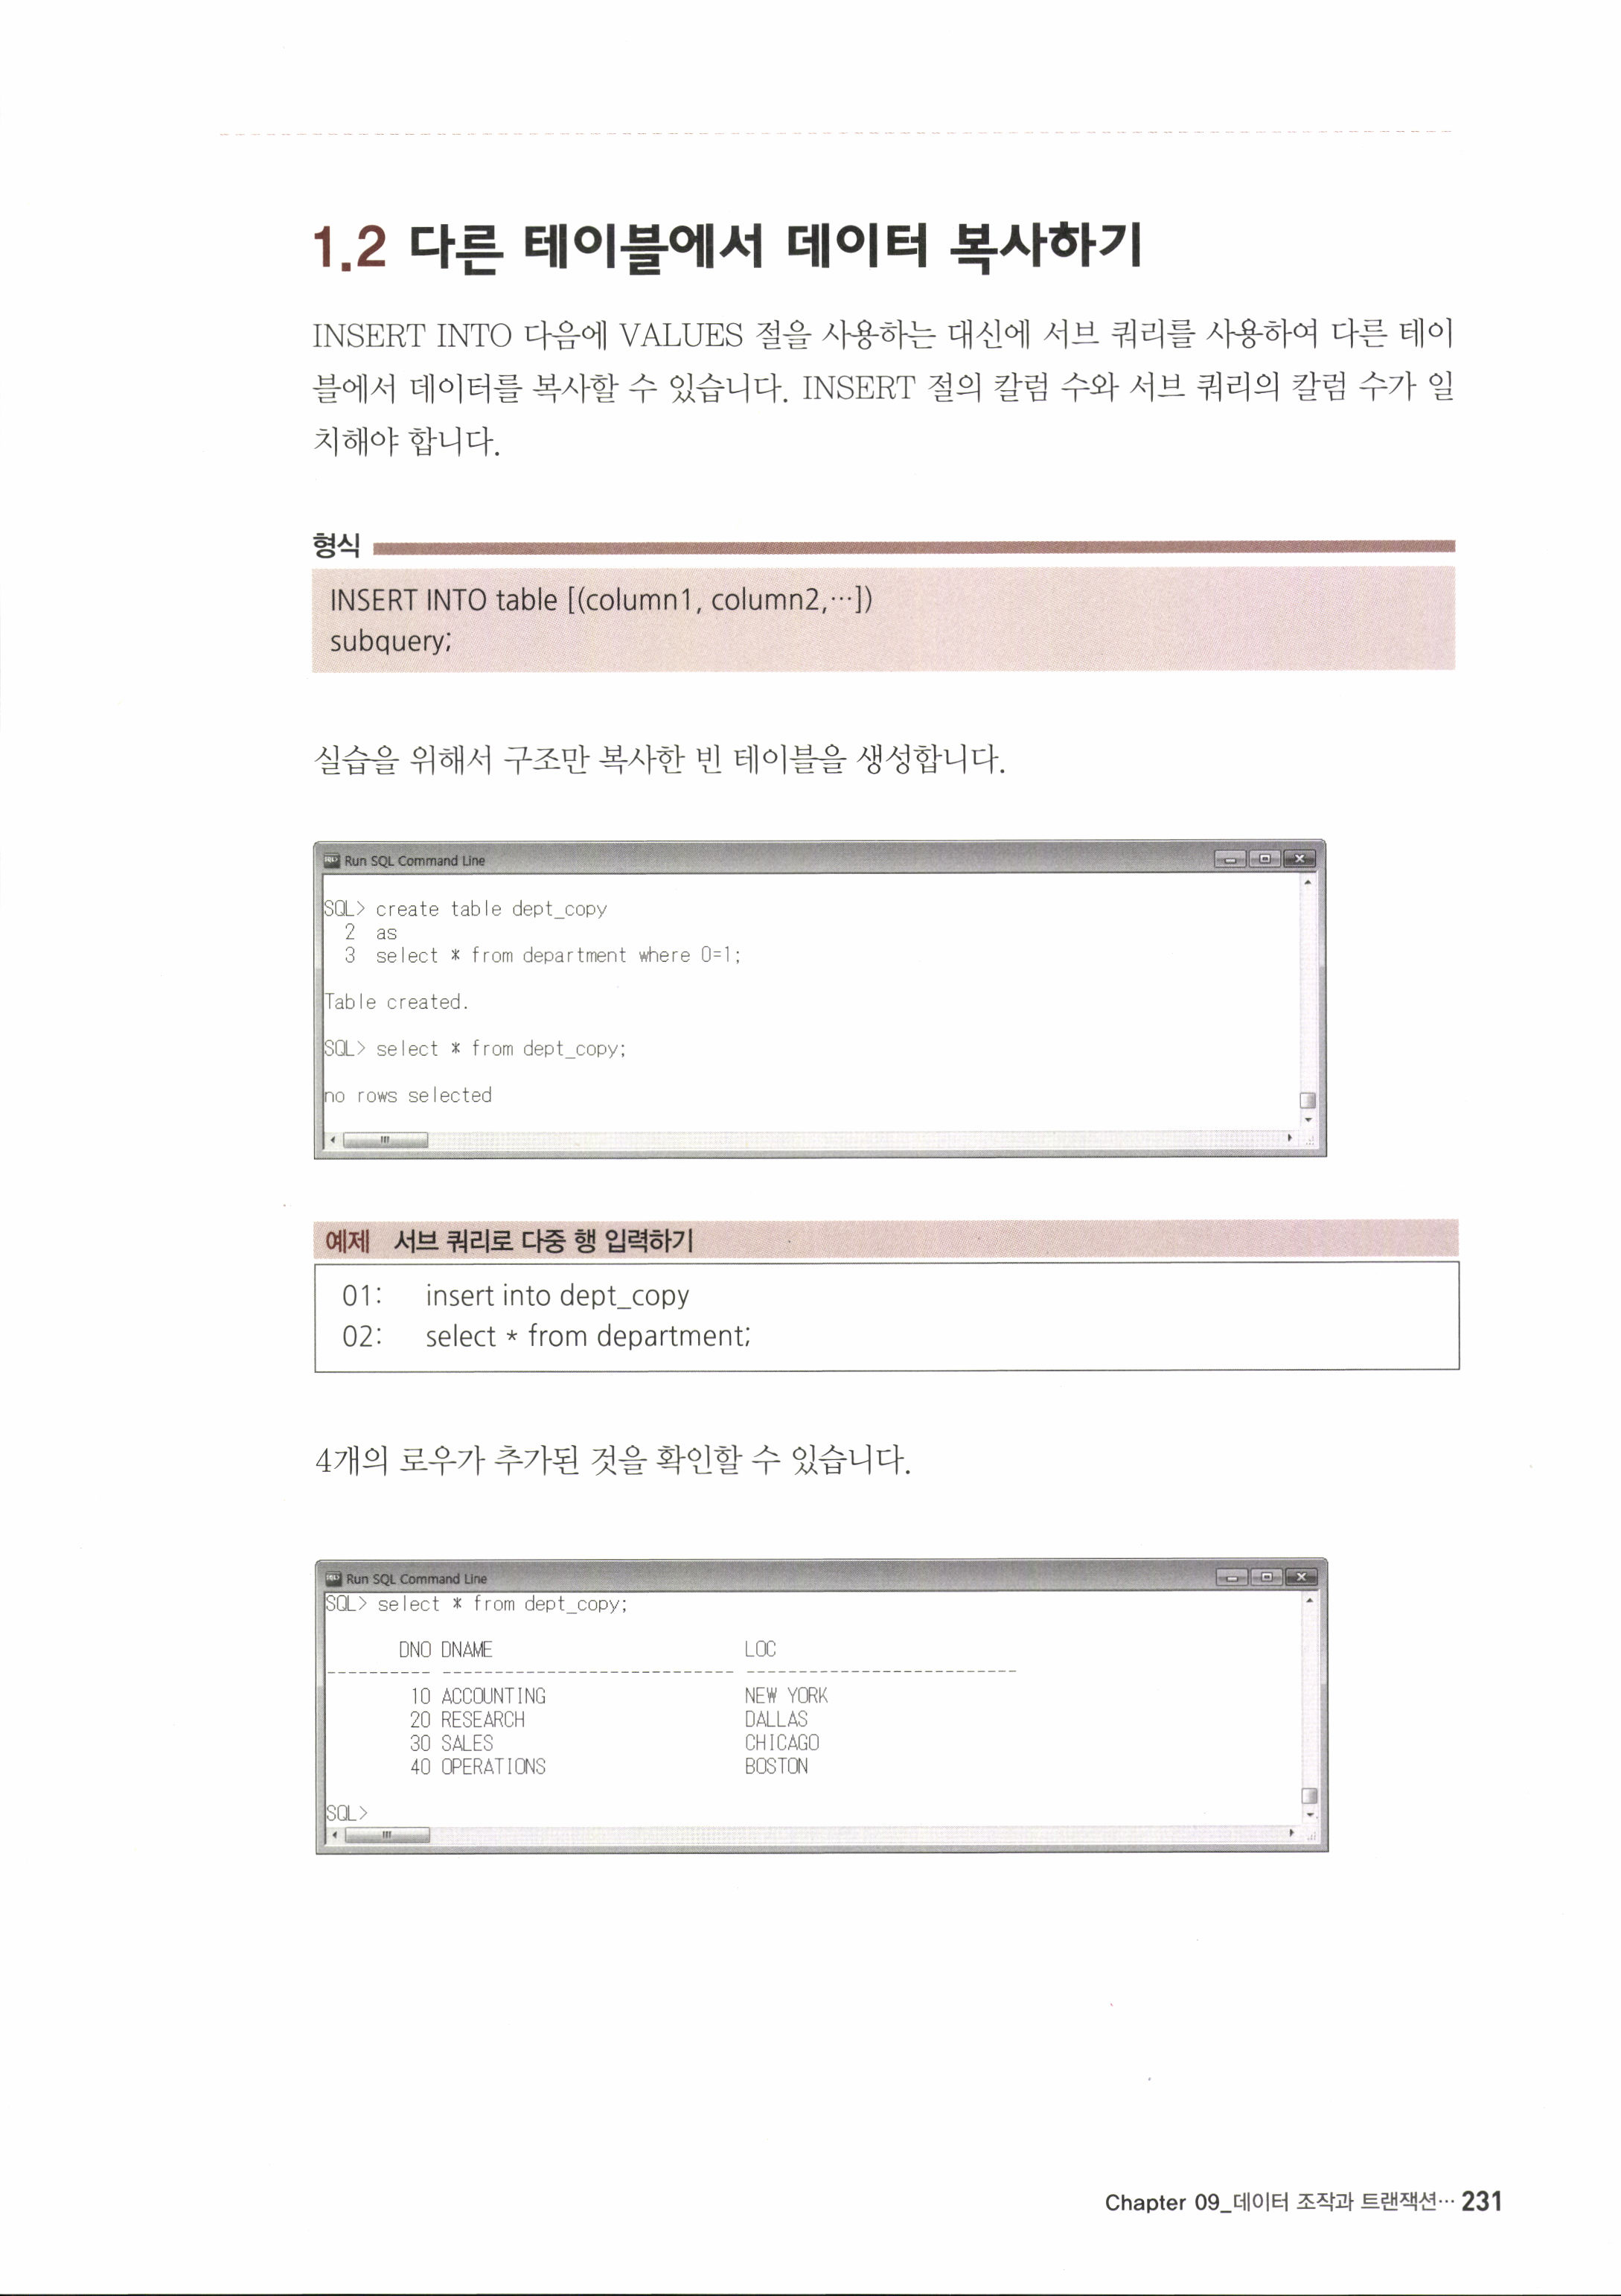 1.2 다른 테이블에서 데이터 복사하기
INSERT INTO 다음에 VALUES 절을 사용하는 대신에 서브 쿼리를 사용하여 다른 테이
블에서 데이터를 복사할 수 있습니다. INSERT 절의 칼럼 수와 서브 쿼리의 칼럼 수가 일
치해야 합니다.
형식
INSERT INTO table [(column1, column2,⋯])
subquery;
실습을 위해서 구조만 복사한 빈 테이블을 생성합니다.
Run SQL Command Line
SQL> create table dept_copy
2 as
3 select * from department where 0=1;
Table created.
SQL> select * from dept_copy;
no rows selected
예제 서브 쿼리로 다중 행 입력하기
01: insert into dept_copy
02: select * from department;
4개의 로우가 추가된 것을 확인할 수 있습니다.
Run SQL Command Line
SQL> select * from dept_copy;
DNO DNAME LOC
---------- ---------------------------- --------------------------
10 ACCOUNTING NEW YORK
20 RESEARCH DALLAS
30 SALES CHICAGO
40 OPERATIONS BOSTON
SQL>
Chapter 09_데이터 조작과 트랜잭션⋯ 231